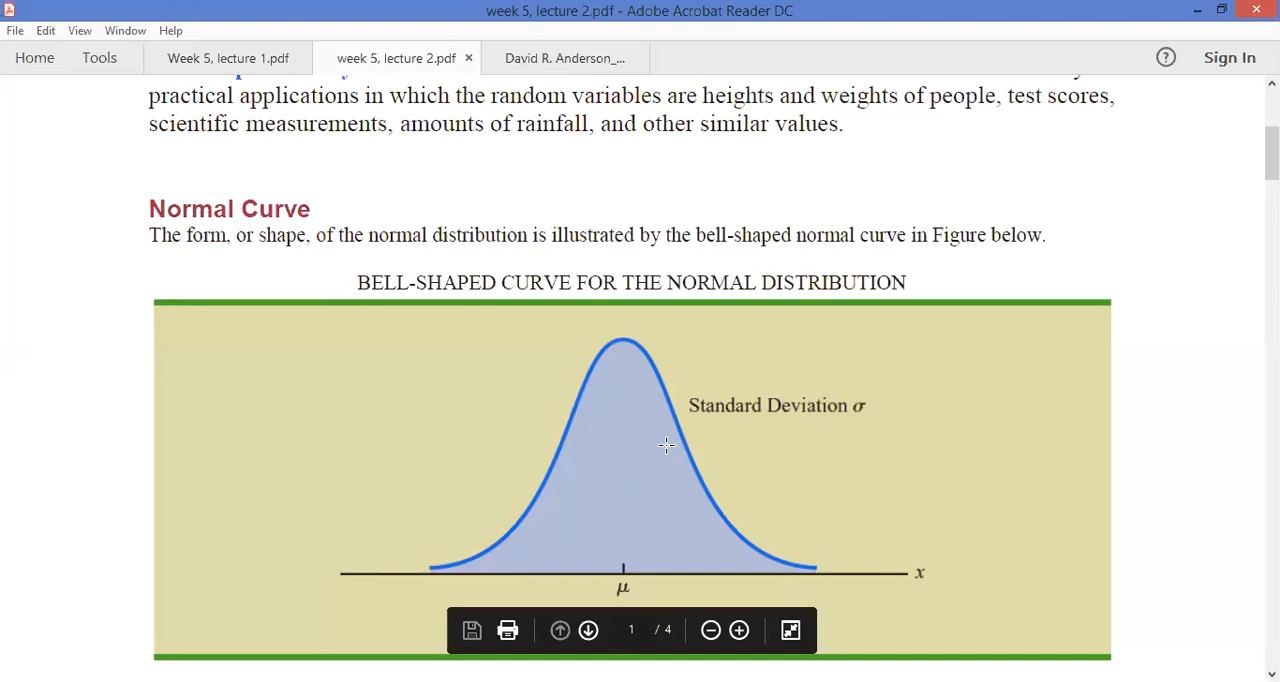 week 5, lecture 2.pdf - Adobe Acrobat Reader DC
File Edit View Window Help
Home Tools Week 5, lecture 1.pdf week 5, lecture 2.pdf × David R. Anderson_... ? Sign In
practical applications in which the random variables are heights and weights of people, test scores,
scientific measurements, amounts of rainfall, and other similar values.
Normal Curve
The form, or shape, of the normal distribution is illustrated by the bell-shaped normal curve in Figure below.
BELL-SHAPED CURVE FOR THE NORMAL DISTRIBUTION
Standard Deviation σ
x
μ
1 / 4